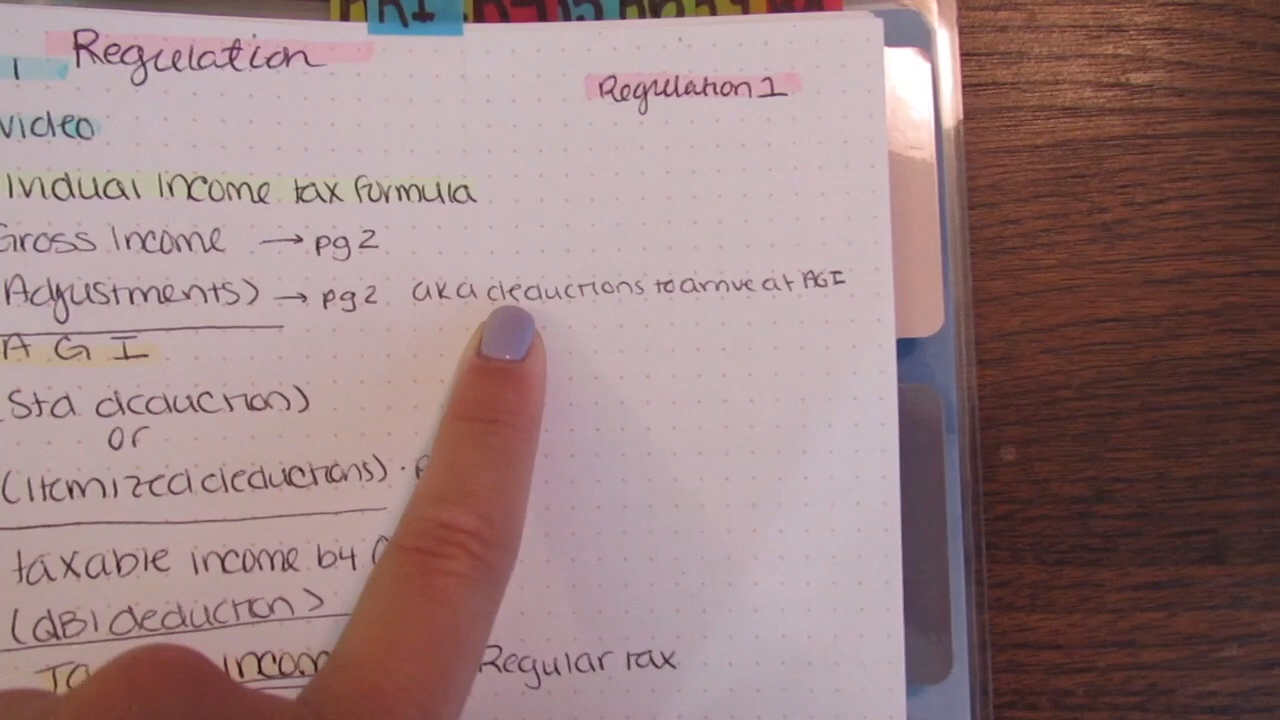 Regulation
Regulation 1
1
video
ividual income tax formula
Gross Income → pg 2
(Adjustments) → pg 2 aka deductions to arrive at AGI
A G I
(Std deduction)
or
(Itemized deductions)
taxable income b4
(QBI deduction)
Regular tax